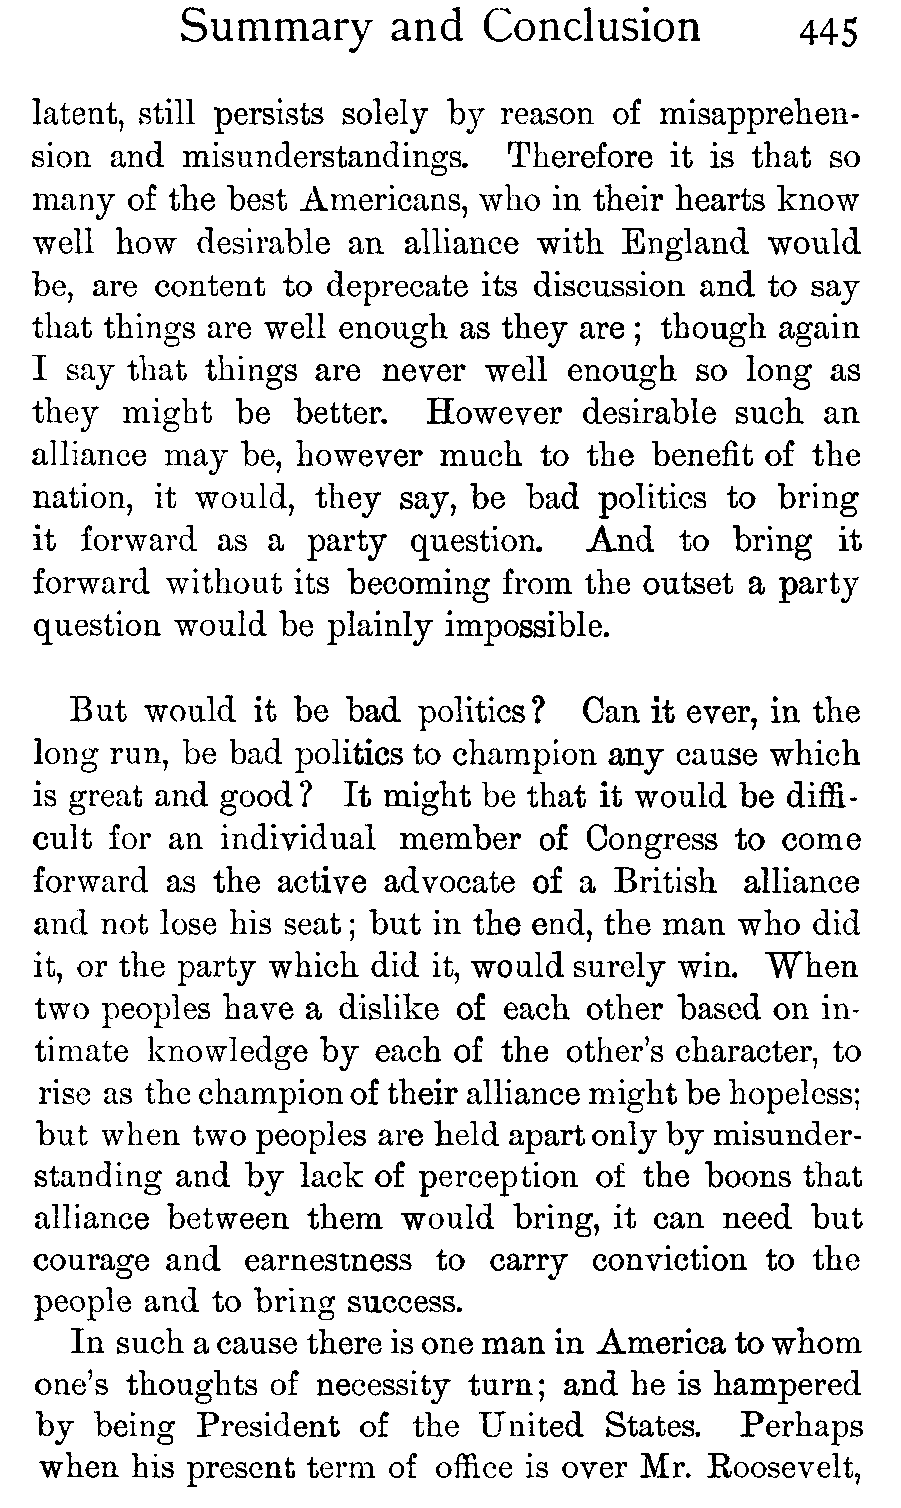 Summary and Conclusion 445
latent, still persists solely by reason of misapprehen-
sion and misunderstandings. Therefore it is that so
many of the best Americans, who in their hearts know
well how desirable an alliance with England would
be, are content to deprecate its discussion and to say
that things are well enough as they are; though again
I say that things are never well enough so long as
they might be better. However desirable such an
alliance may be, however much to the benefit of the
nation, it would, they say, be bad politics to bring
it forward as a party question. And to bring it
forward without its becoming from the outset a party
question would be plainly impossible.
But would it be bad politics? Can it ever, in the
long run, be bad politics to champion any cause which
is great and good? It might be that it would be diffi-
cult for an individual member of Congress to come
forward as the active advocate of a British alliance
and not lose his seat; but in the end, the man who did
it, or the party which did it, would surely win. When
two peoples have a dislike of each other based on in-
timate knowledge by each of the other's character, to
rise as the champion of their alliance might be hopeless;
but when two peoples are held apart only by misunder-
standing and by lack of perception of the boons that
alliance between them would bring, it can need but
courage and earnestness to carry conviction to the
people and to bring success.
In such a cause there is one man in America to whom
one's thoughts of necessity turn; and he is hampered
by being President of the United States. Perhaps
when his present term of office is over Mr. Roosevelt,